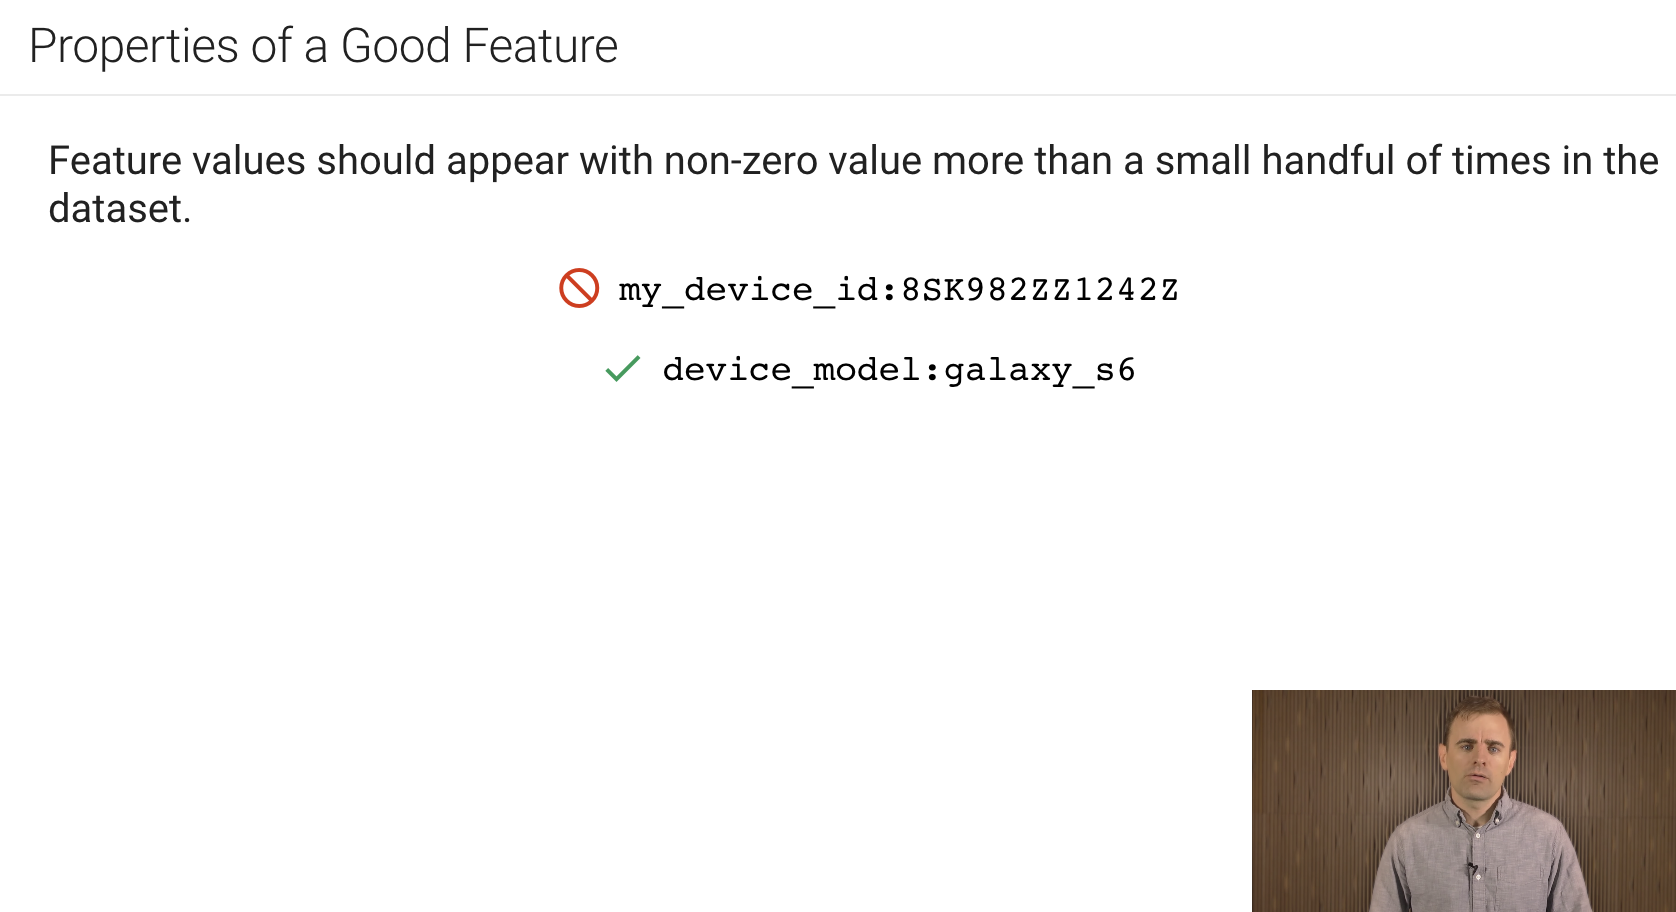 Properties of a Good Feature
Feature values should appear with non-zero value more than a small handful of times in the
dataset.
my_device_id:8SK982ZZ1242Z
device_model:galaxy_s6